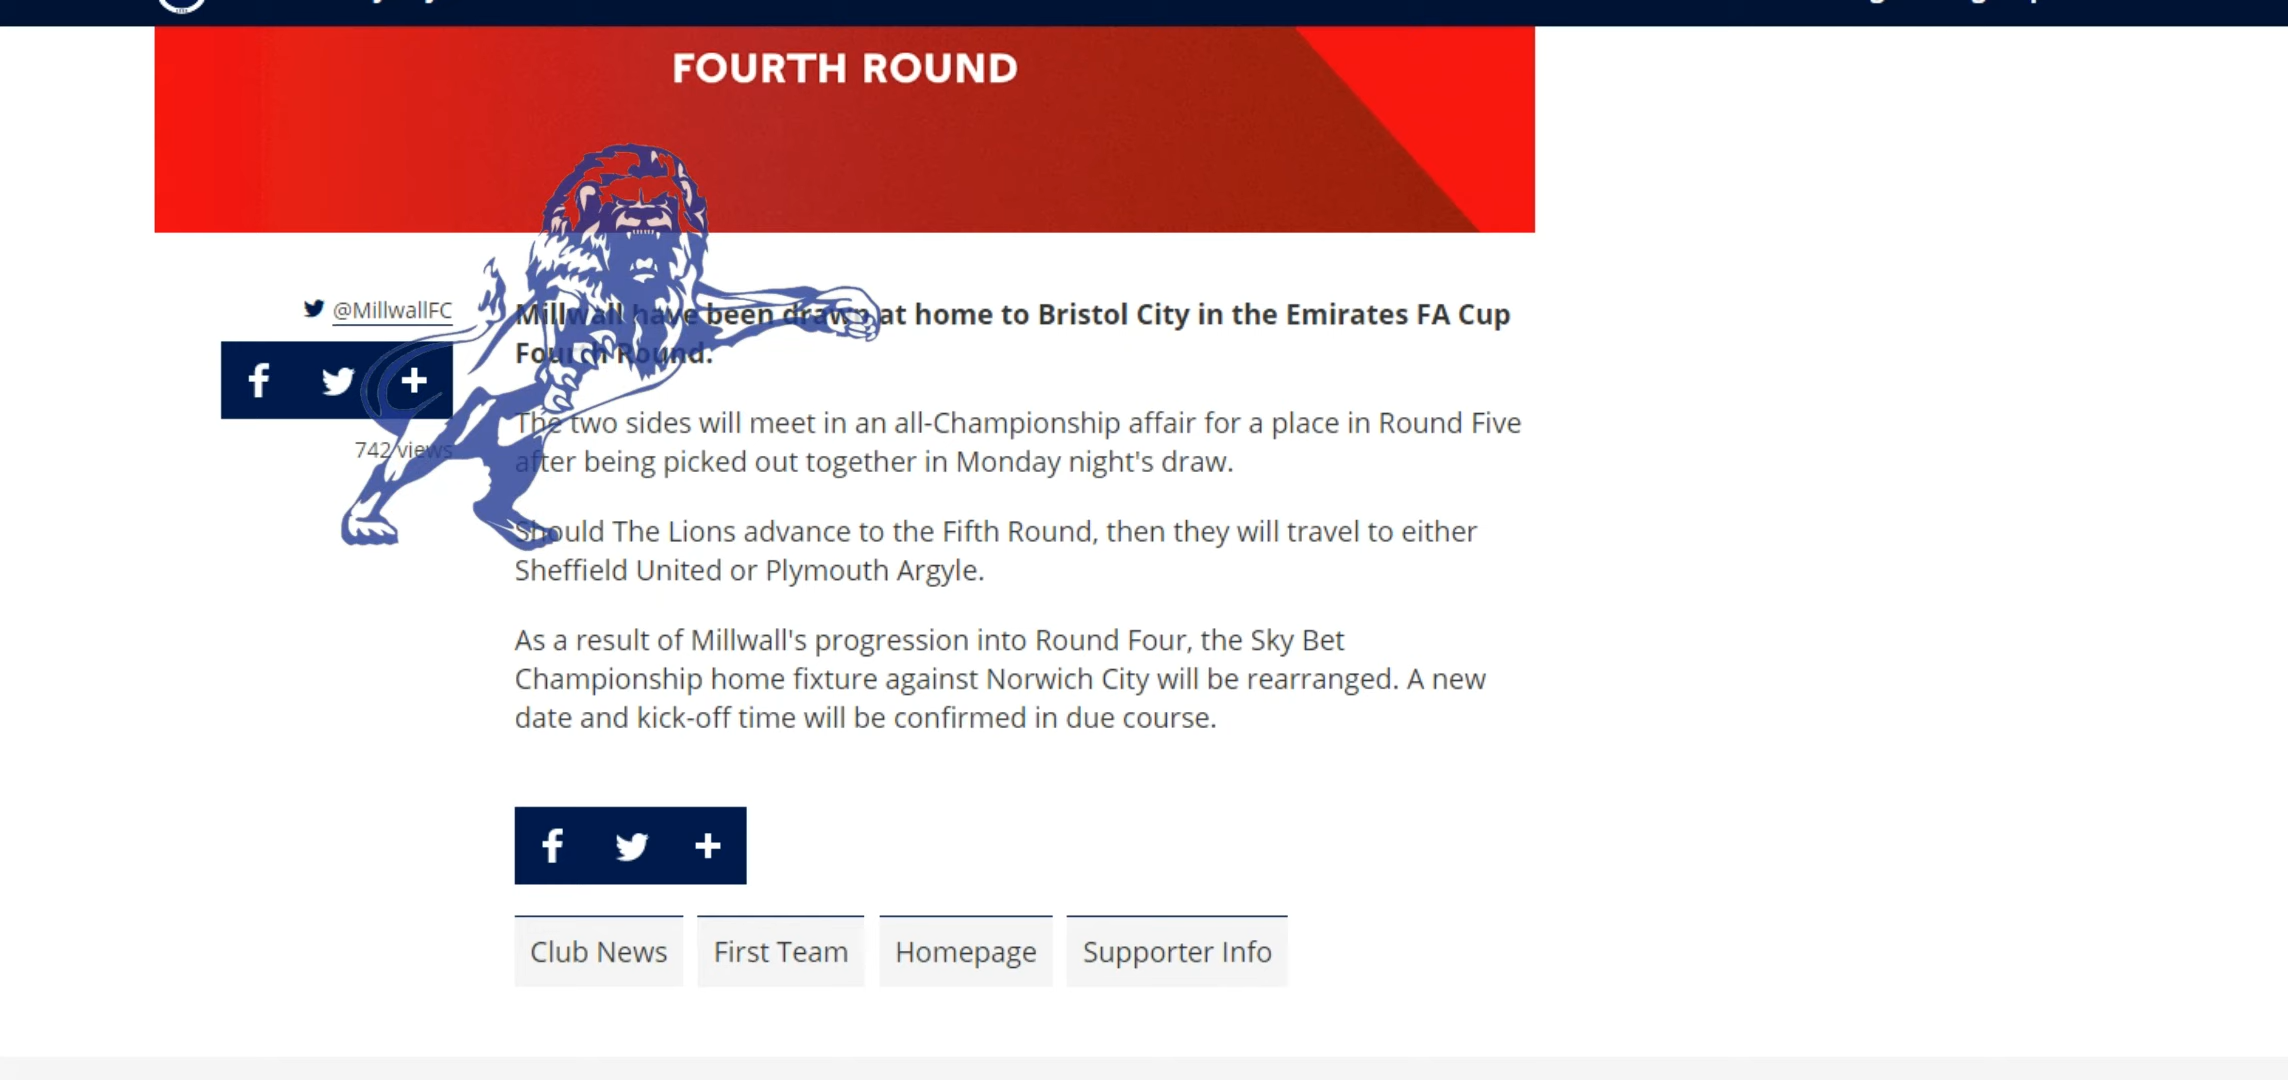 FOURTH ROUND
@MillwallFC
742 views
Millwall have been drawn at home to Bristol City in the Emirates FA Cup
Fourth Round.
The two sides will meet in an all-Championship affair for a place in Round Five
after being picked out together in Monday night's draw.
Should The Lions advance to the Fifth Round, then they will travel to either
Sheffield United or Plymouth Argyle.
As a result of Millwall's progression into Round Four, the Sky Bet
Championship home fixture against Norwich City will be rearranged. A new
date and kick-off time will be confirmed in due course.
Club News
First Team
Homepage
Supporter Info